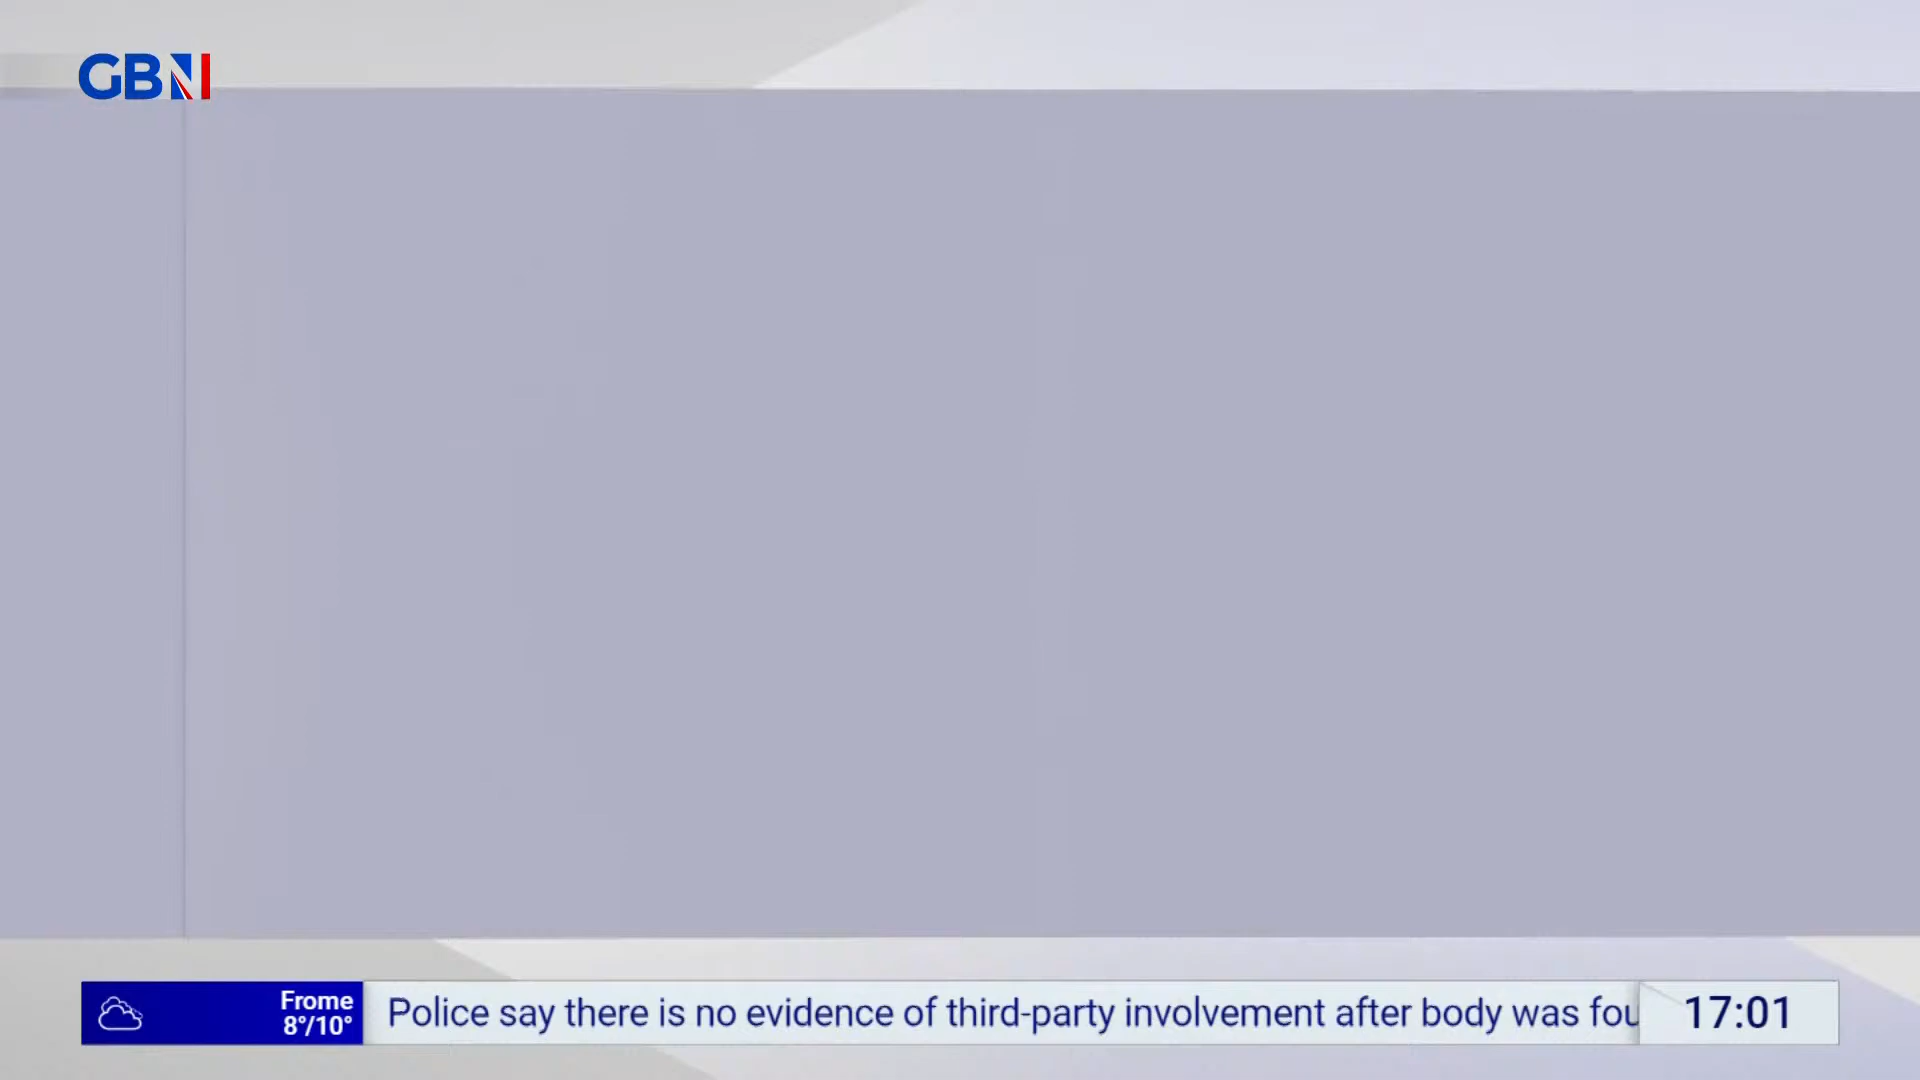 GBN
Frome
8°/10°
Police say there is no evidence of third-party involvement after body was fou
17:01